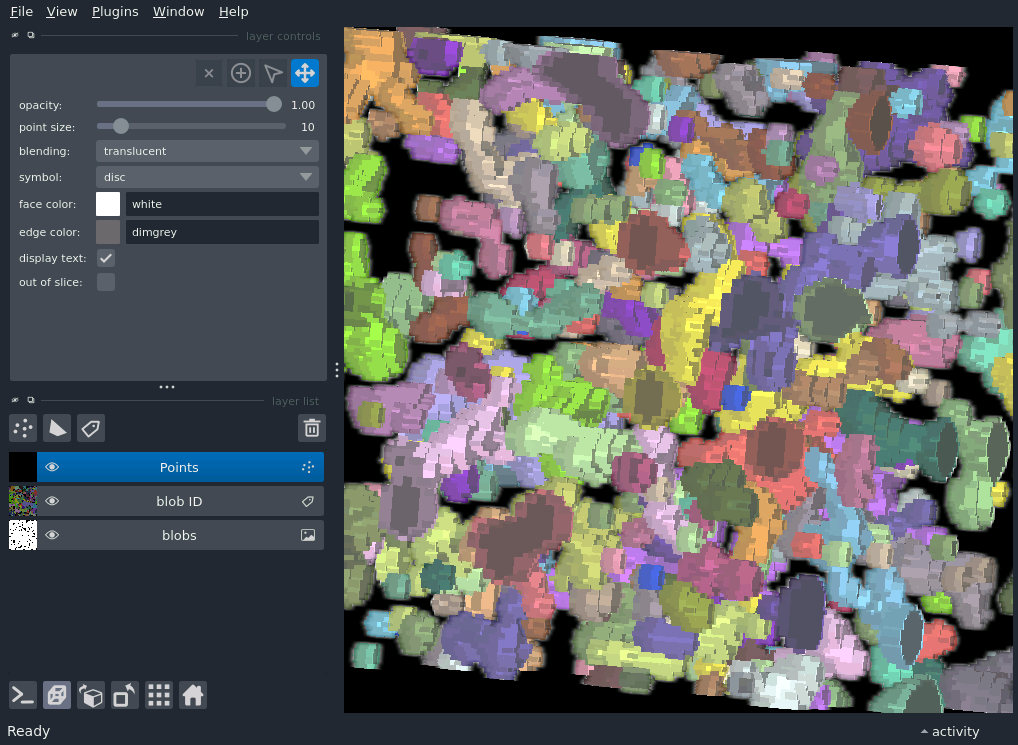 File View Plugins Window Help
layer controls
opacity: 1.00
point size: 10
blending: translucent
symbol: disc
face color: white
edge color: dimgrey
display text:
out of slice:
layer list
Points
blob ID
blobs
Ready activity